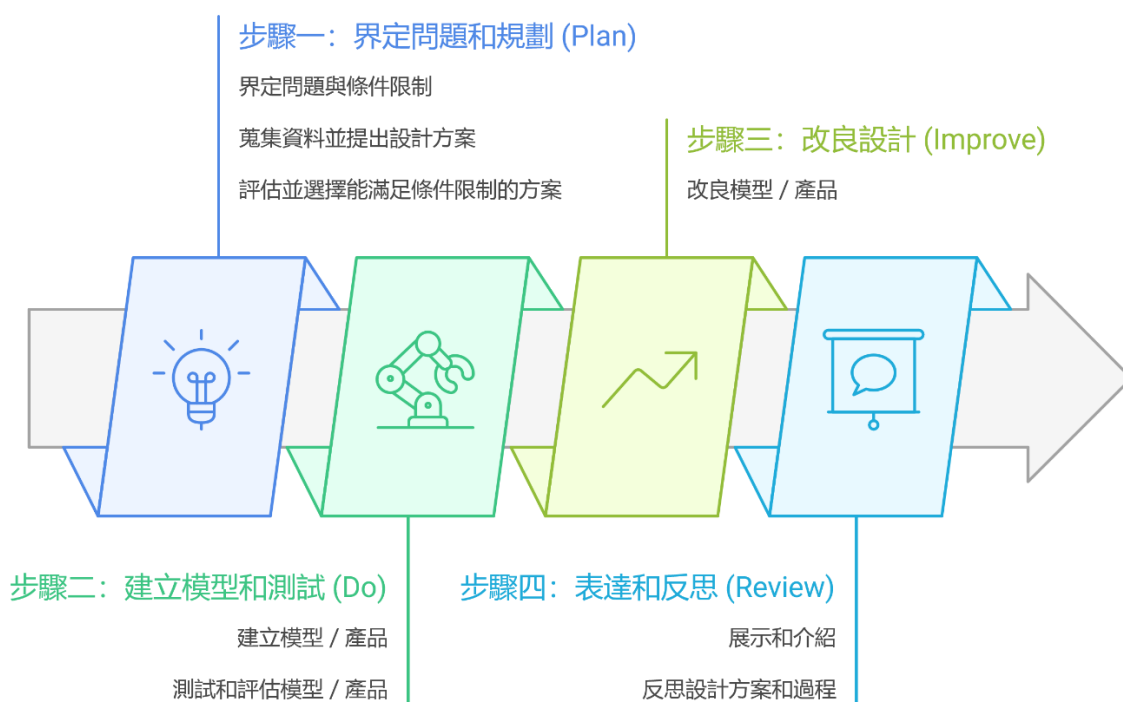 步驟一：界定問題和規劃 (Plan)
界定問題與條件限制
蒐集資料並提出設計方案
評估並選擇能滿足條件限制的方案
步驟二：建立模型和測試 (Do)
建立模型 / 產品
測試和評估模型 / 產品
步驟三：改良設計 (Improve)
改良模型 / 產品
步驟四：表達和反思 (Review)
展示和介紹
反思設計方案和過程